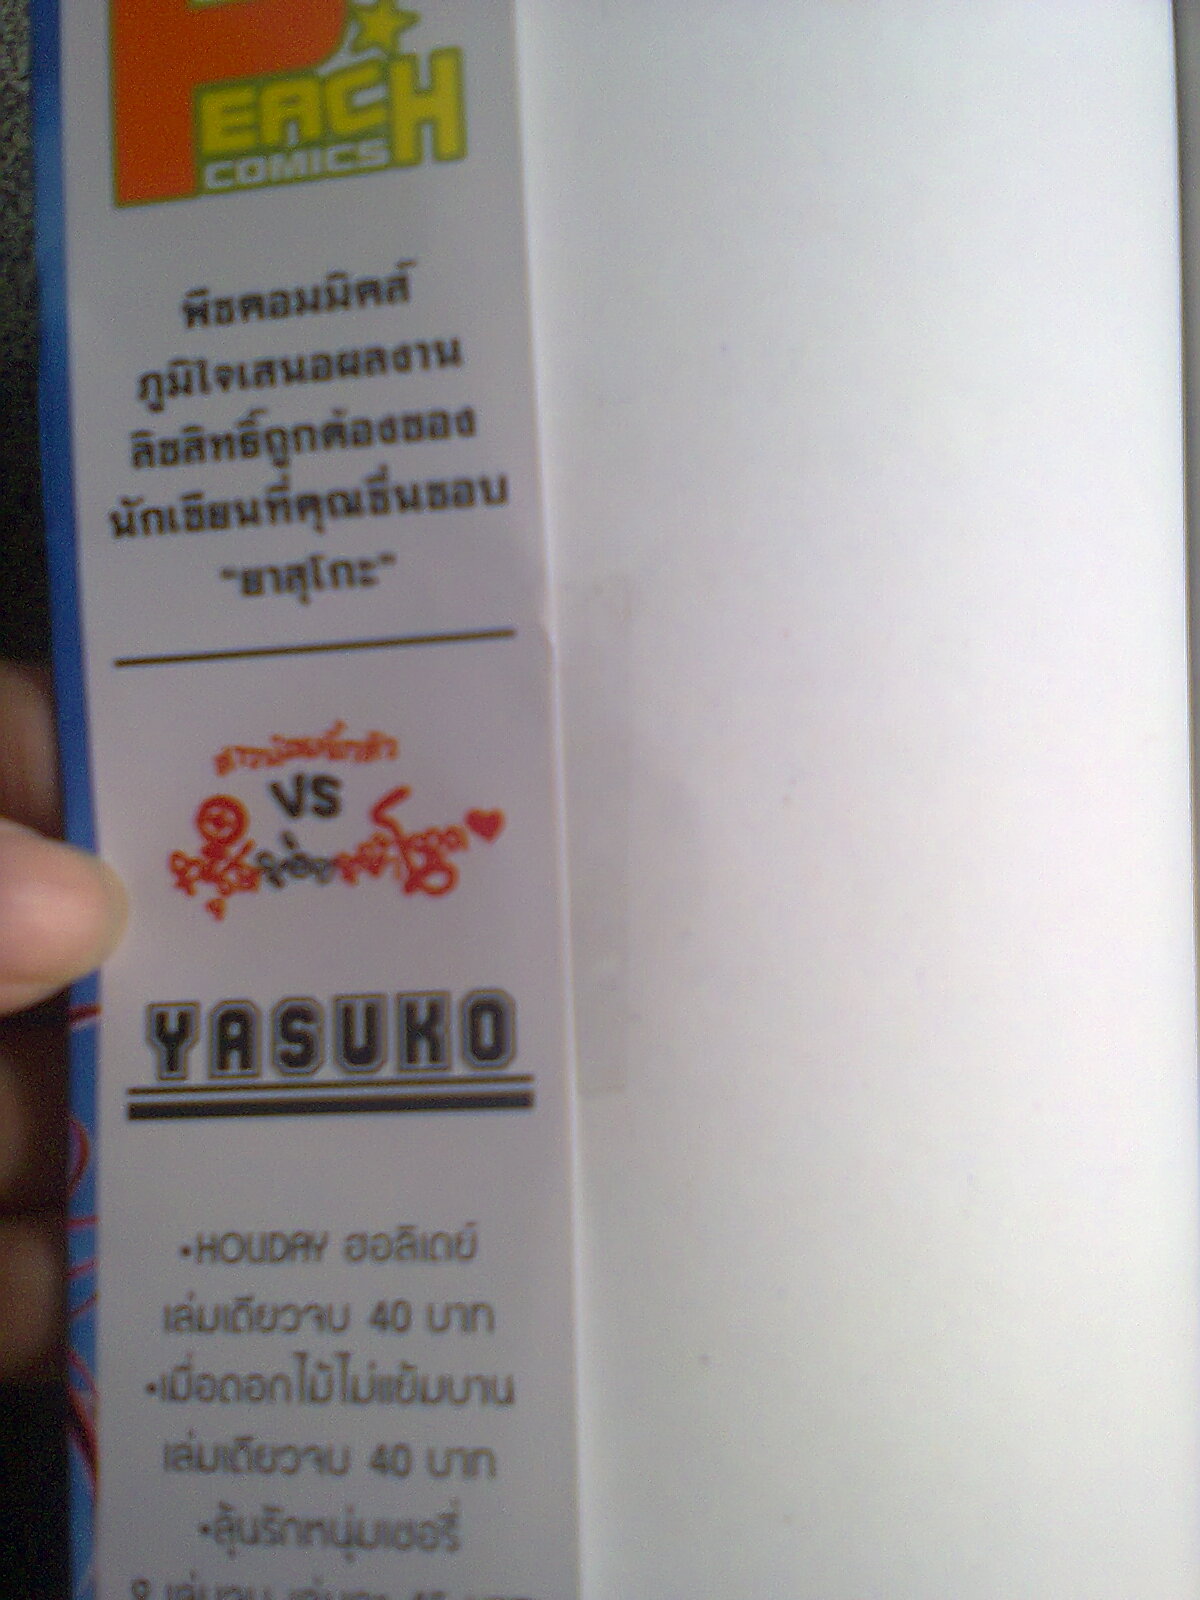 PEACH
COMICS
พีชคอมมิคส์
ภูมิใจเสนอผลงาน
ลิขสิทธิ์ถูกต้องของ
นักเขียนที่คุณชื่นชอบ
"ยาสุโกะ"
VS
YASUKO
•HOLIDAY ฮอลิเดย์
เล่มเดียวจบ 40 บาท
•เมื่อดอกไม้ไม่แย้มบาน
เล่มเดียวจบ 40 บาท
•ลุ้นรักหนุ่มเชอรี่